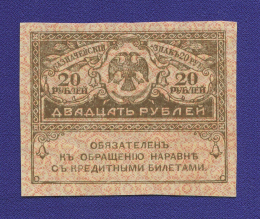 КАЗНАЧЕЙСКІЙ ЗНАКЪ
20 20
РУБЛЕЙ РУБЛЕЙ
ДВАДЦАТЬ РУБЛЕЙ
ОБЯЗАТЕЛЕНЪ
КЪ ОБРАЩЕНІЮ НАРАВНѢ
СЪ КРЕДИТНЫМИ БИЛЕТАМИ.